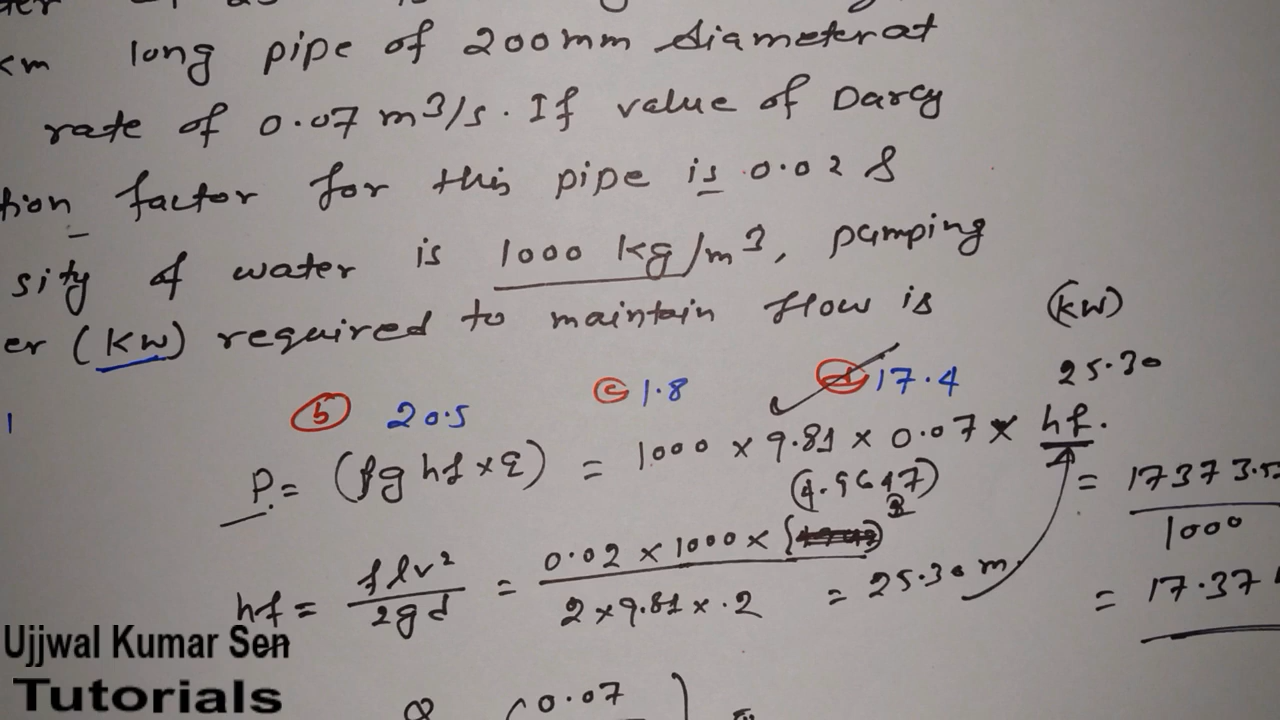 km long pipe of 200mm diameter at
rate of 0.07 m3/s. If value of Darcy
tion factor for this pipe is 0.02 &
sity of water is 1000 kg/m3, pumping
er (KW) required to maintain flow is (KW)
1 (b) 20.5 (c) 1.8 (d) 17.4 25.30
P = (ρg hf × Q) = 1000 × 9.81 × 0.07 × hf.
(4.9647)2
= 17373.5
1000
hf = flv² / 2gd = 0.02 × 1000 × / 2 × 9.81 × .2 = 25.30 m
= 17.37
Q 0.07
Ujjwal Kumar Sen
Tutorials